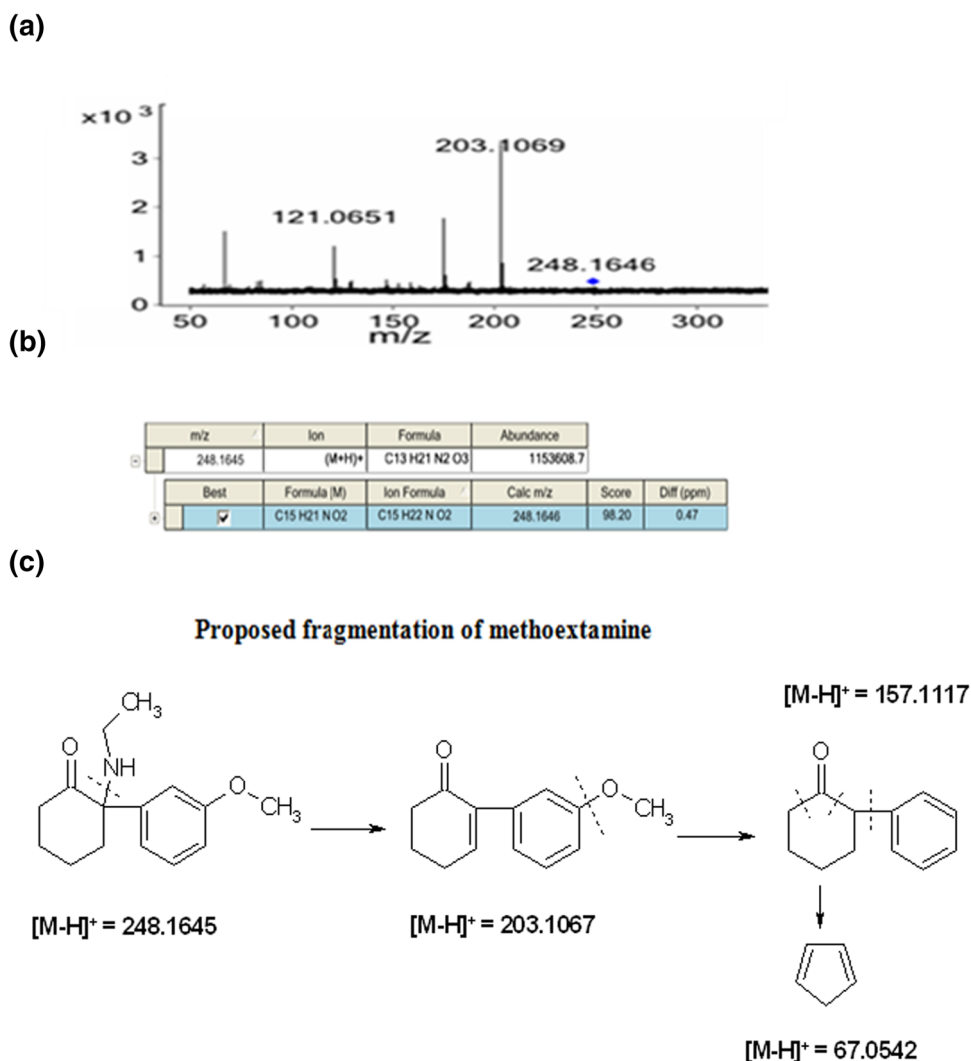 (a)
x10 3
3
2
1
0
203.1069
121.0651
248.1646
50 100 150 200 250 300
m/z
(b)
m/z Ion Formula Abundance
248.1645 (M+H)+ C13 H21 N2 O3 1153608.7
Best Formula (M) Ion Formula Calc m/z Score Diff (ppm)
C15 H21 N O2 C15 H22 N O2 248.1646 98.20 0.47
(c)
Proposed fragmentation of methoextamine
[M-H]+ = 157.1117
CH3
O
NH
O
CH3
[M-H]+ = 248.1645
O
O
CH3
[M-H]+ = 203.1067
O
[M-H]+ = 67.0542